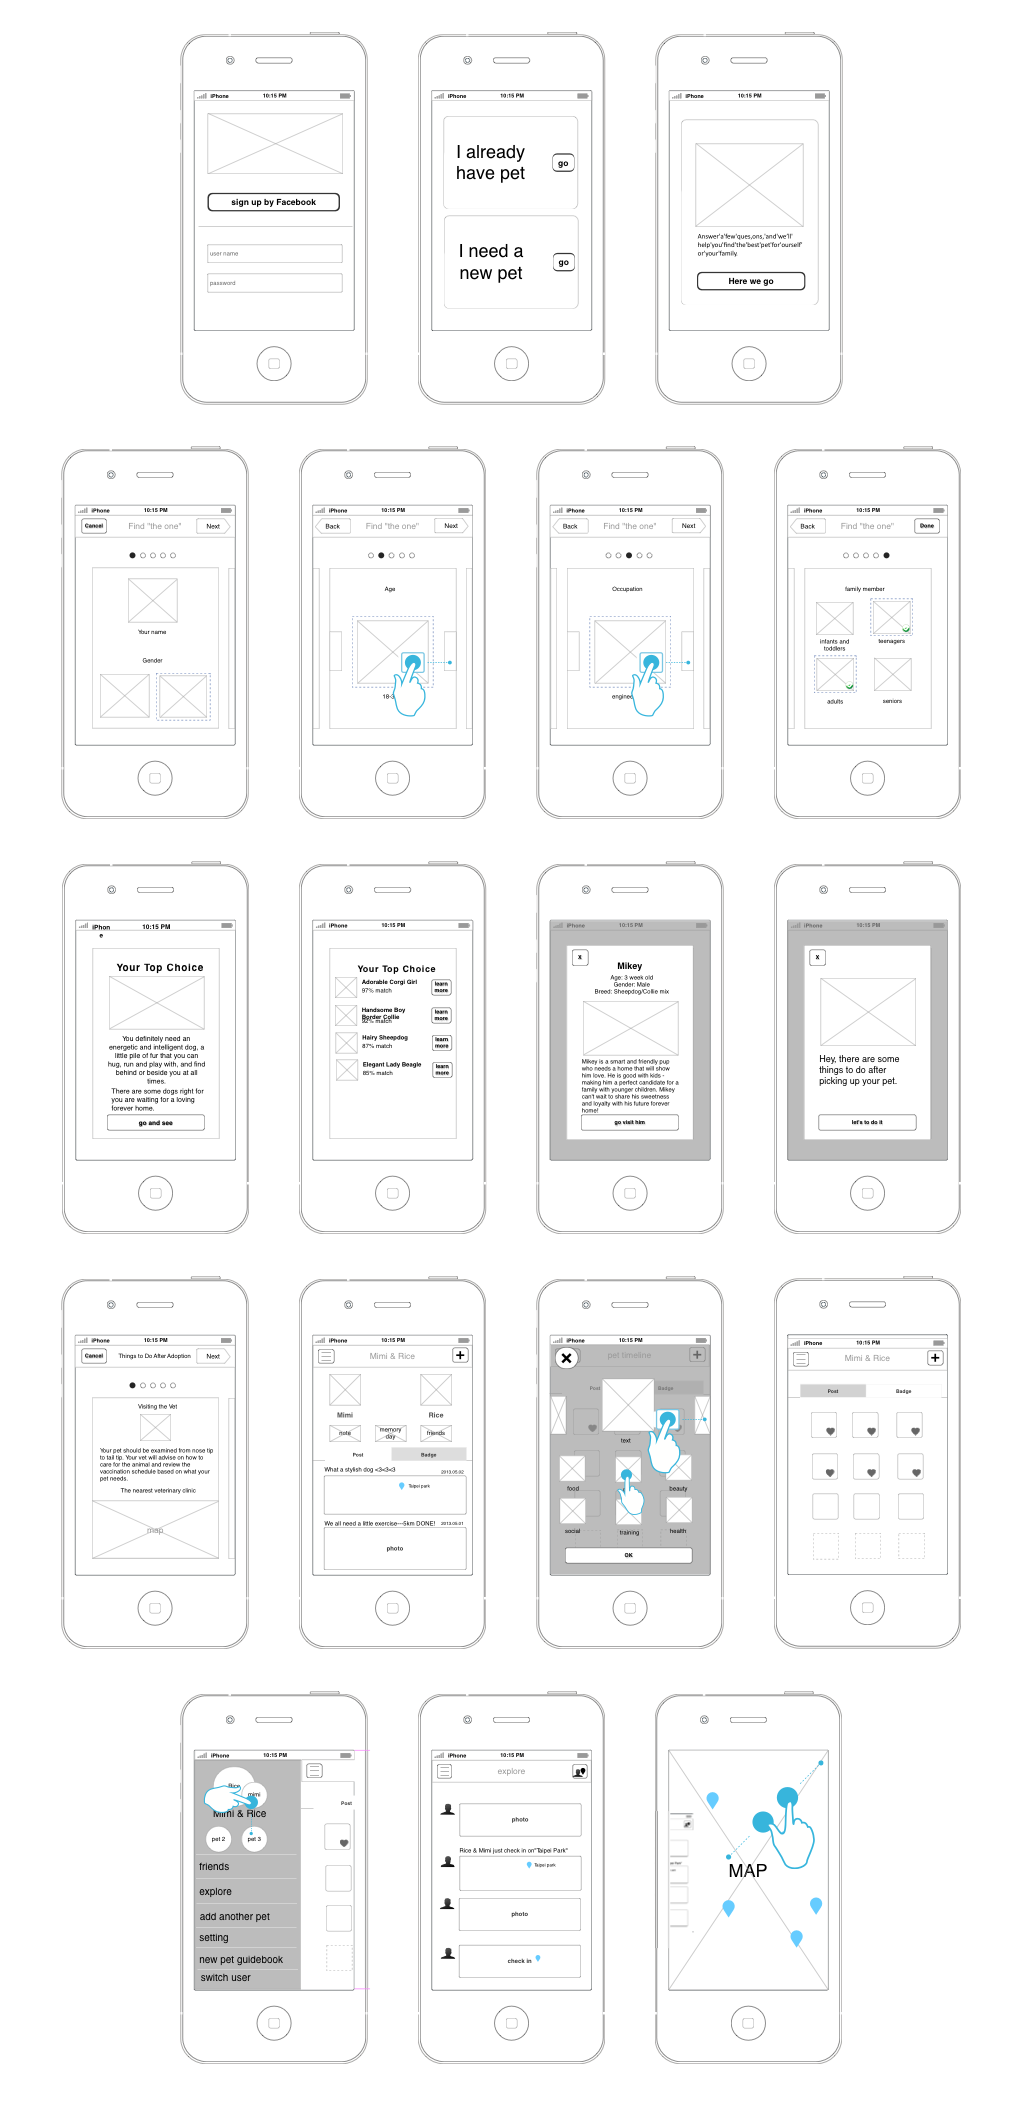 iPhone 10:15 PM
sign up by Facebook
user name
password
iPhone 10:15 PM
I already
have pet
go
I need a
new pet
go
iPhone 10:15 PM
Answer'a'few'ques,ons,'and'we'll'
help'you'find'the'best'pet'for'ourself'
or'your'family.
Here we go
iPhone 10:15 PM
Cancel Find "the one" Next
Your name
Gender
iPhone 10:15 PM
Back Find "the one" Next
Age
18-3
iPhone 10:15 PM
Back Find "the one" Next
Occupation
engine
iPhone 10:15 PM
Back Find "the one" Done
family member
infants and
toddlers
teenagers
adults
seniors
iPhon
e
10:15 PM
Your Top Choice
You definitely need an
energetic and intelligent dog, a
little pile of fur that you can
hug, run and play with, and find
behind or beside you at all
times.
There are some dogs right for
you are waiting for a loving
forever home.
go and see
iPhone 10:15 PM
Your Top Choice
Adorable Corgi Girl
97% match
learn
more
Handsome Boy
Border Collie
92% match
learn
more
Hairy Sheepdog
87% match
learn
more
Elegant Lady Beagle
85% match
learn
more
iPhone 10:15 PM
X
Mikey
Age: 3 week old
Gender: Male
Breed: Sheepdog/Collie mix
Mikey is a smart and friendly pup
who needs a home that will show
him love. He is good with kids -
making him a perfect candidate for a
family with younger children. Mikey
can't wait to share his sweetness
and loyalty with his future forever
home!
go visit him
iPhone 10:15 PM
X
Hey, there are some
things to do after
picking up your pet.
let's to do it
iPhone 10:15 PM
Cancel Things to Do After Adoption Next
Visiting the Vet
Your pet should be examined from nose tip
to tail tip. Your vet will advise on how to
care for the animal and review the
vaccination schedule based on what your
pet needs.
The nearest veterinary clinic
map
iPhone 10:15 PM
Mimi & Rice +
Mimi Rice
note
memory
day
friends
Post Badge
What a stylish dog <3<3<3 2013.05.02
Taipei park
We all need a little exercise---5km DONE! 2013.05.01
photo
iPhone 10:15 PM
pet timeline +
Post Badge
text
food beauty
social training health
OK
iPhone 10:15 PM
Mimi & Rice +
Post Badge
iPhone 10:15 PM
Rice
mimi
Mimi & Rice
pet 2 pet 3
friends
explore
add another pet
setting
new pet guidebook
switch user
Post
iPhone 10:15 PM
explore
photo
Rice & Mimi just check in on"Taipei Park"
Taipei park
photo
check in
MAP